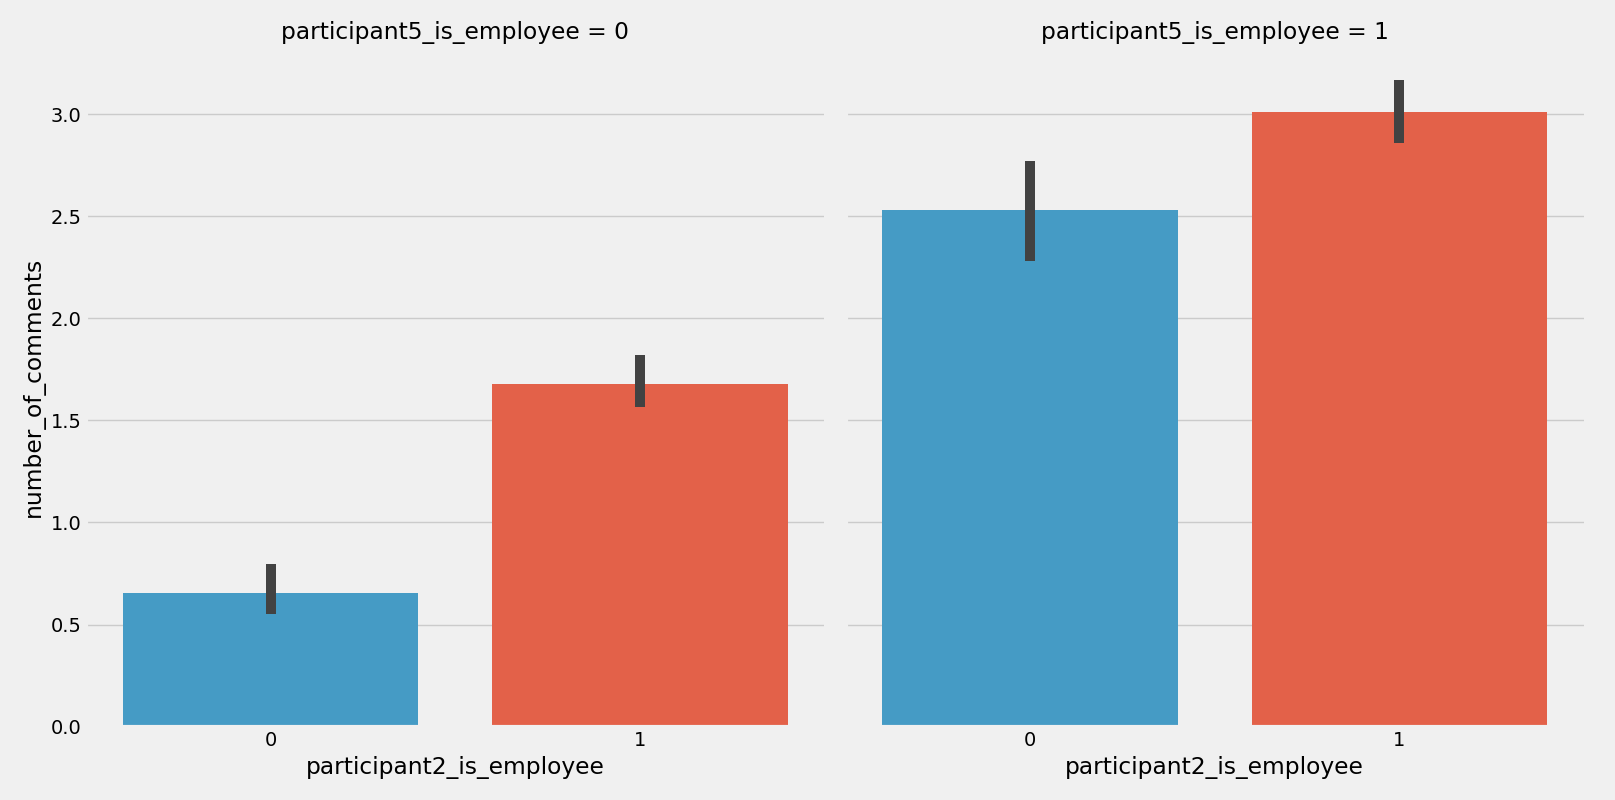 participant5_is_employee = 0
participant5_is_employee = 1
number_of_comments
3.0
2.5
2.0
1.5
1.0
0.5
0.0
0 1 0 1
participant2_is_employee
participant2_is_employee